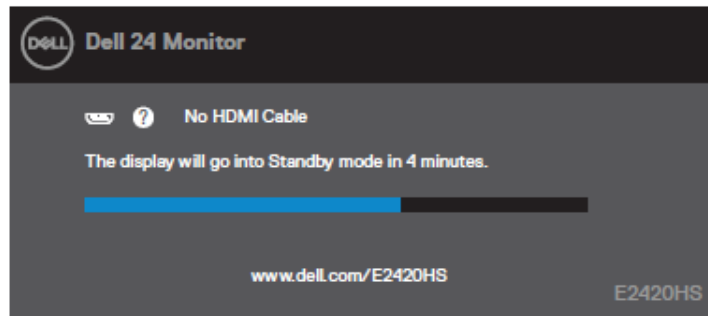 DELL Dell 24 Monitor
? No HDMI Cable
The display will go into Standby mode in 4 minutes.
www.dell.com/E2420HS
E2420HS